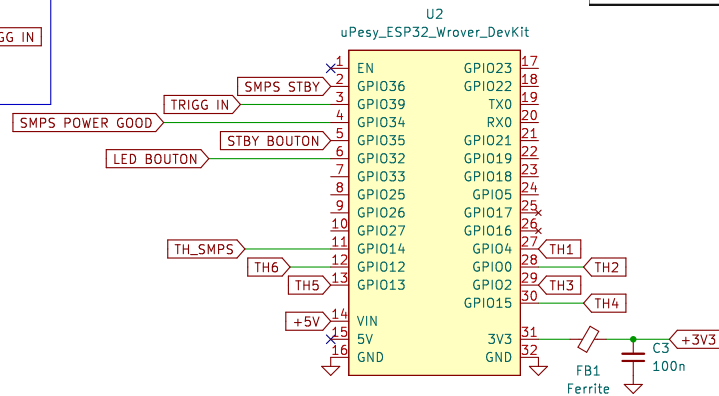 U2
uPesy_ESP32_Wrover_DevKit
GG IN
1 EN GPIO23 17
SMPS STBY 2 GPIO36 GPIO22 18
TRIGG IN 3 GPIO39 TX0 19
SMPS POWER GOOD 4 GPIO34 RX0 20
STBY BOUTON 5 GPIO35 GPIO21 21
LED BOUTON 6 GPIO32 GPIO19 22
7 GPIO33 GPIO18 23
8 GPIO25 GPIO5 24
9 GPIO26 GPIO17 25
10 GPIO27 GPIO16 26
TH_SMPS 11 GPIO14 GPIO4 27 TH1
TH6 12 GPIO12 GPIO0 28 TH2
TH5 13 GPIO13 GPIO2 29 TH3
GPIO15 30 TH4
+5V 14 VIN
15 5V 3V3 31 +3V3
16 GND GND 32
C3
100n
FB1
Ferrite